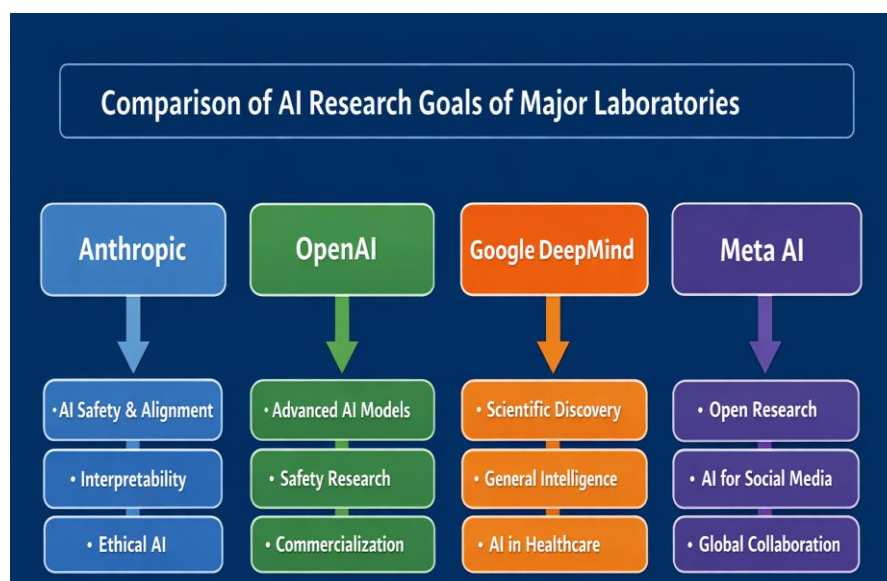 Comparison of AI Research Goals of Major Laboratories
Anthropic
• AI Safety & Alignment
• Interpretability
• Ethical AI
OpenAI
• Advanced AI Models
• Safety Research
• Commercialization
Google DeepMind
• Scientific Discovery
• General Intelligence
• AI in Healthcare
Meta AI
• Open Research
• AI for Social Media
• Global Collaboration